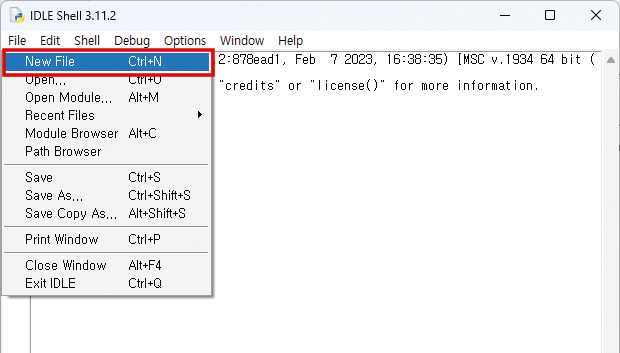 IDLE Shell 3.11.2
File Edit Shell Debug Options Window Help
New File Ctrl+N
2:878ead1, Feb 7 2023, 16:38:35) [MSC v.1934 64 bit (
Open... Ctrl+O
"credits" or "license()" for more information.
Open Module... Alt+M
Recent Files
Module Browser Alt+C
Path Browser
Save Ctrl+S
Save As... Ctrl+Shift+S
Save Copy As... Alt+Shift+S
Print Window Ctrl+P
Close Window Alt+F4
Exit IDLE Ctrl+Q